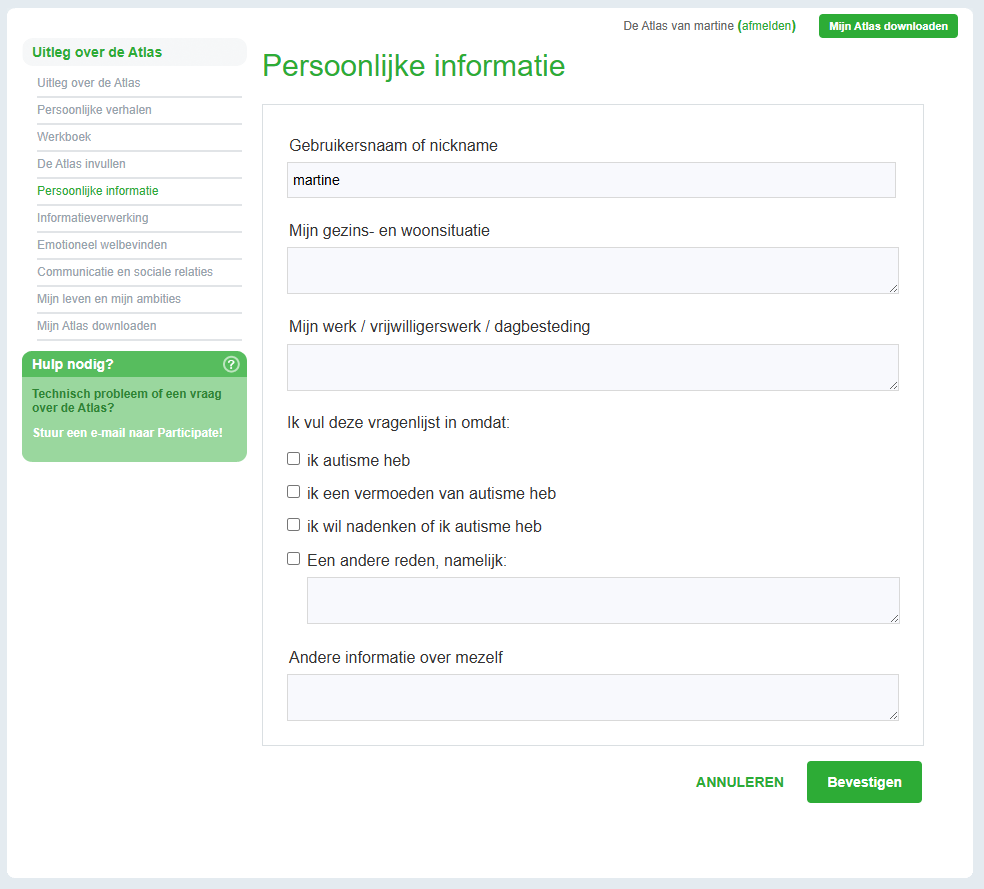 De Atlas van martine (afmelden)
Mijn Atlas downloaden
Uitleg over de Atlas
Uitleg over de Atlas
Persoonlijke verhalen
Werkboek
De Atlas invullen
Persoonlijke informatie
Informatieverwerking
Emotioneel welbevinden
Communicatie en sociale relaties
Mijn leven en mijn ambities
Mijn Atlas downloaden
Hulp nodig?
?
Technisch probleem of een vraag
over de Atlas?
Stuur een e-mail naar Participate!
Persoonlijke informatie
Gebruikersnaam of nickname
martine
Mijn gezins- en woonsituatie
Mijn werk / vrijwilligerswerk / dagbesteding
Ik vul deze vragenlijst in omdat:
ik autisme heb
ik een vermoeden van autisme heb
ik wil nadenken of ik autisme heb
Een andere reden, namelijk:
Andere informatie over mezelf
ANNULEREN
Bevestigen